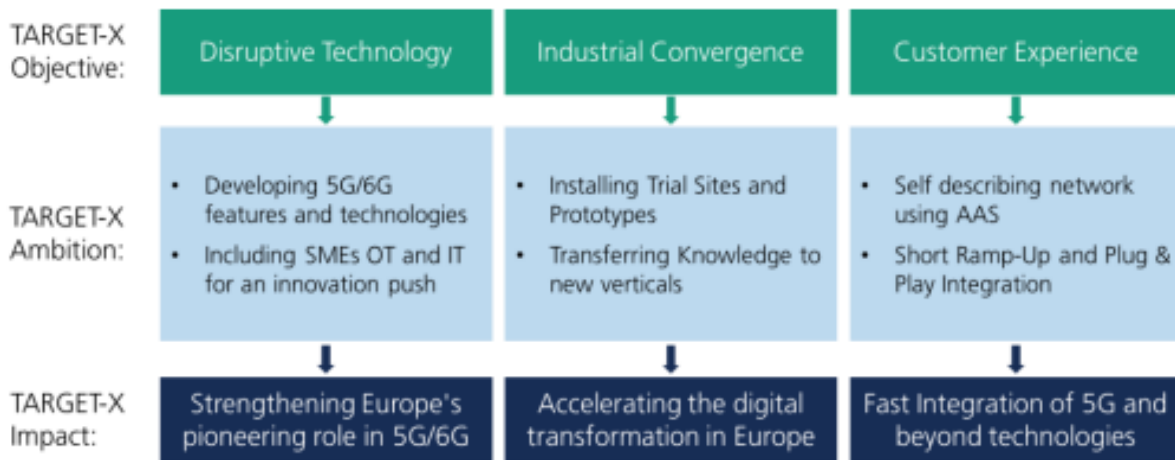 TARGET-X
Objective:
Disruptive Technology
Industrial Convergence
Customer Experience
TARGET-X
Ambition:
• Developing 5G/6G
features and technologies
• Including SMEs OT and IT
for an innovation push
• Installing Trial Sites and
Prototypes
• Transferring Knowledge to
new verticals
• Self describing network
using AAS
• Short Ramp-Up and Plug &
Play Integration
TARGET-X
Impact:
Strengthening Europe's
pioneering role in 5G/6G
Accelerating the digital
transformation in Europe
Fast Integration of 5G and
beyond technologies